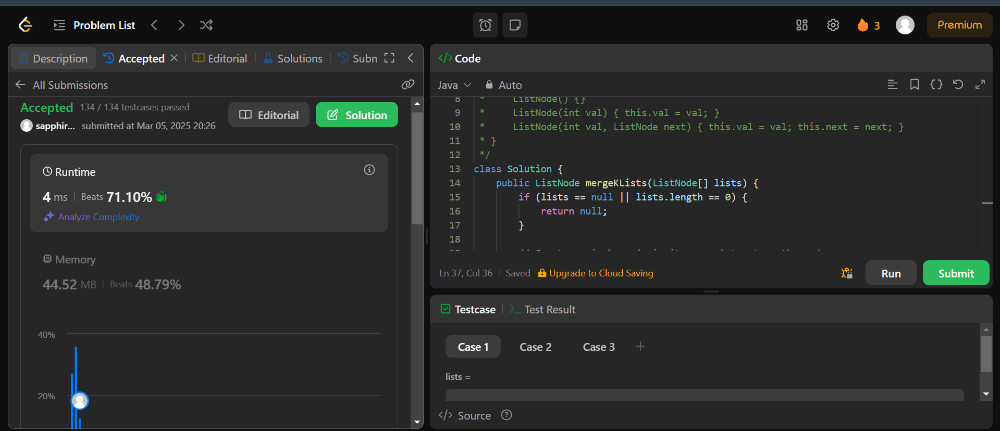 Problem List
3
Premium
Description
Accepted
Editorial
Solutions
Subn
All Submissions
Accepted 134 / 134 testcases passed
sapphir... submitted at Mar 05, 2025 20:26
Editorial
Solution
Runtime
4 ms Beats 71.10%
Analyze Complexity
Memory
44.52 MB Beats 48.79%
40%
20%
</> Code
Java
Auto
8 * ListNode() {}
9 * ListNode(int val) { this.val = val; }
10 * ListNode(int val, ListNode next) { this.val = val; this.next = next; }
11 * }
12 */
13 class Solution {
14 public ListNode mergeKLists(ListNode[] lists) {
15 if (lists == null || lists.length == 0) {
16 return null;
17 }
18
Ln 37, Col 36 Saved Upgrade to Cloud Saving
Run
Submit
Testcase
Test Result
Case 1
Case 2
Case 3
lists =
</> Source